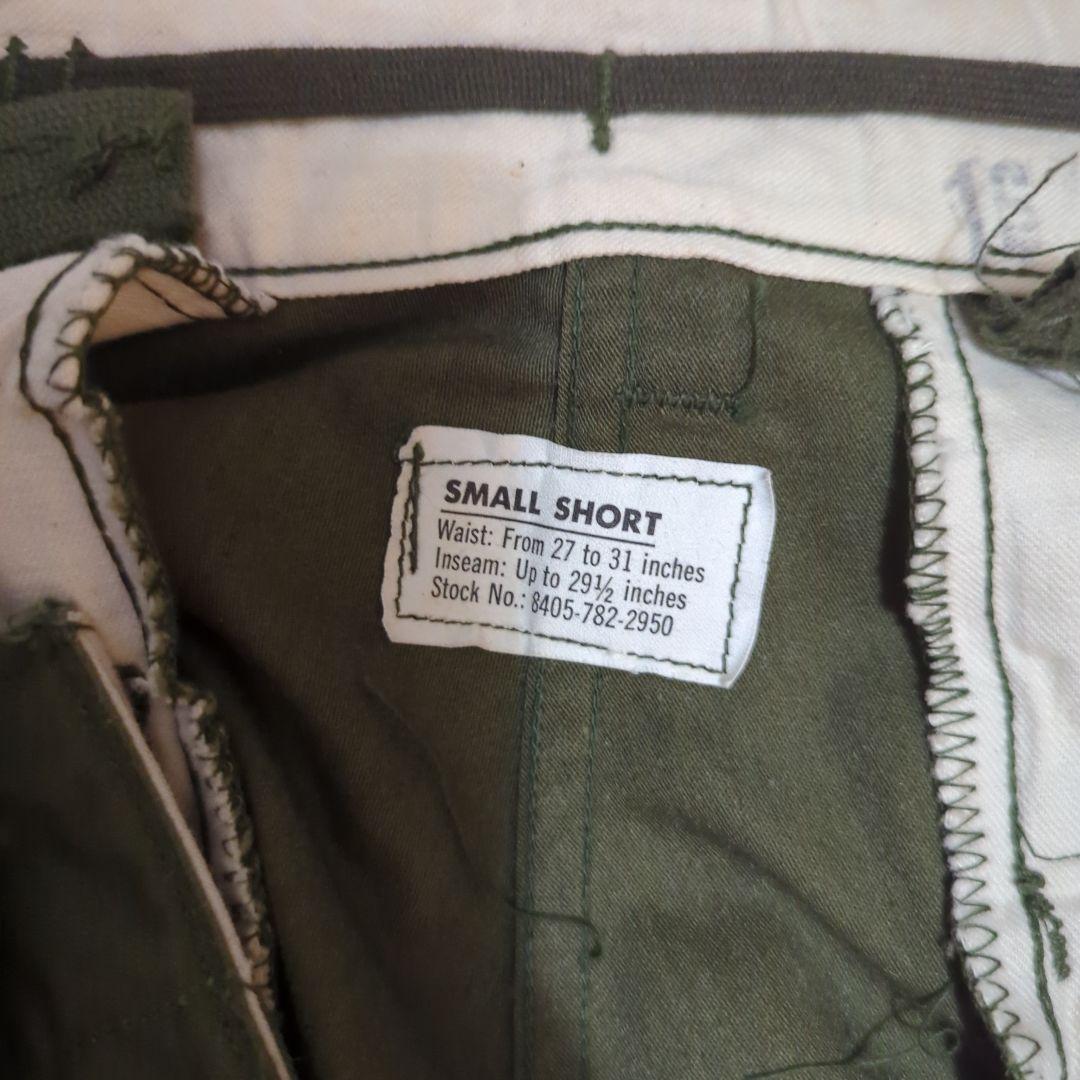 SMALL SHORT
Waist: From 27 to 31 inches
Inseam: Up to 29½ inches
Stock No.: 8405-782-2950